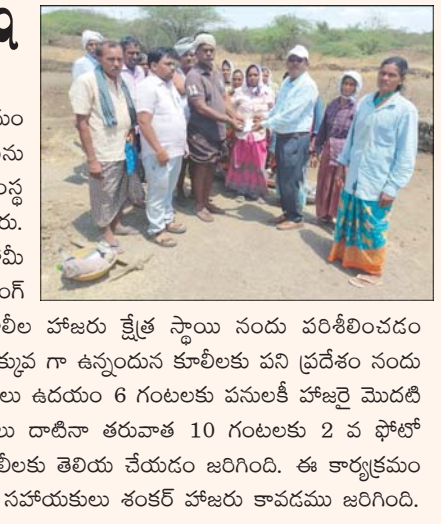 ను
రు.
లీల హాజరు క్షేత్ర స్థాయి నందు పరిశీలించడం
క్కువ గా ఉన్నందున కూలీలకు పని ప్రదేశం నందు
లు ఉదయం 6 గంటలకు పనులకీ హాజరై మొదటి
లు దాటినా తరువాత 10 గంటలకు 2 వ ఫోటో
లీలకు తెలియ చేయడం జరిగింది. ఈ కార్యక్రమం
సహాయకులు శంకర్ హాజరు కావడము జరిగింది.